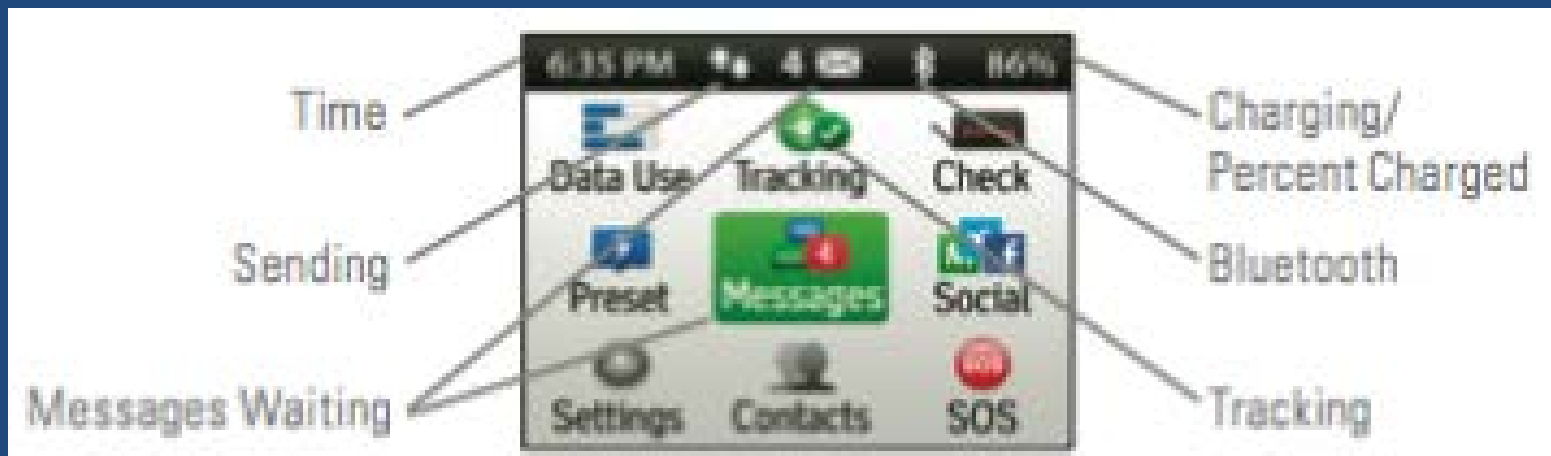 6:35 PM 4 86%
Time
Charging/
Percent Charged
Data Use Tracking Check
Sending
Bluetooth
4
Preset Messages Social
Messages Waiting
Tracking
Settings Contacts SOS